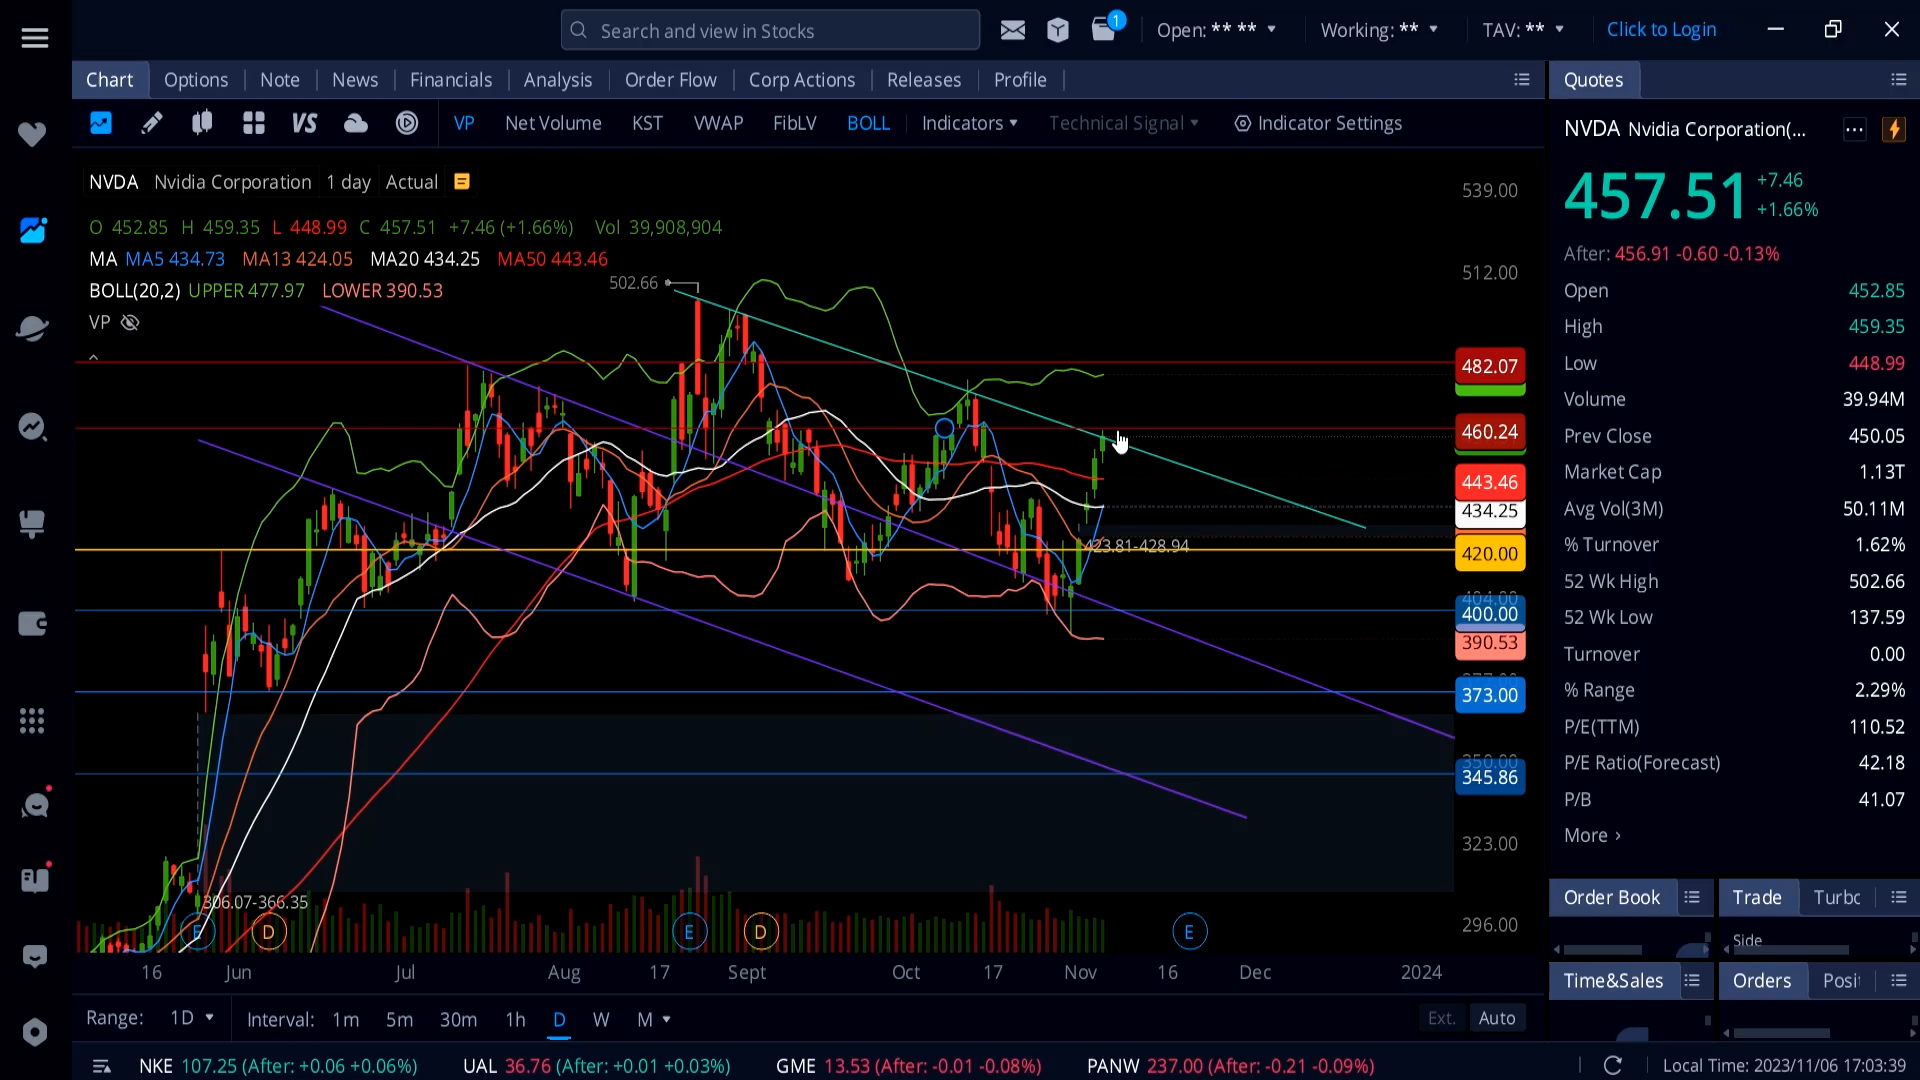 Search and view in Stocks
1
Open: ** **
Working: **
TAV: **
Click to Login
Chart
Options
Note
News
Financials
Analysis
Order Flow
Corp Actions
Releases
Profile
Quotes
VS
VP
Net Volume
KST
VWAP
FibLV
BOLL
Indicators
Technical Signal
Indicator Settings
NVDA Nvidia Corporation(...
NVDA Nvidia Corporation 1 day Actual
O 452.85 H 459.35 L 448.99 C 457.51 +7.46 (+1.66%) Vol 39,908,904
MA MA5 434.73 MA13 424.05 MA20 434.25 MA50 443.46
BOLL(20,2) UPPER 477.97 LOWER 390.53
VP
502.66
423.81-428.94
306.07-366.35
539.00
512.00
482.07
460.24
443.46
434.25
420.00
400.00
390.53
373.00
345.86
323.00
296.00
E
D
E
D
E
16
Jun
Jul
Aug
17
Sept
Oct
17
Nov
16
Dec
2024
457.51
+7.46
+1.66%
After: 456.91 -0.60 -0.13%
Open 452.85
High 459.35
Low 448.99
Volume 39.94M
Prev Close 450.05
Market Cap 1.13T
Avg Vol(3M) 50.11M
% Turnover 1.62%
52 Wk High 502.66
52 Wk Low 137.59
Turnover 0.00
% Range 2.29%
P/E(TTM) 110.52
P/E Ratio(Forecast) 42.18
P/B 41.07
More
Order Book
Trade
Side
Time&Sales
Orders
Range: 1D
Interval: 1m 5m 30m 1h D W M
Ext.
Auto
NKE 107.25 (After: +0.06 +0.06%)
UAL 36.76 (After: +0.01 +0.03%)
GME 13.53 (After: -0.01 -0.08%)
PANW 237.00 (After: -0.21 -0.09%)
Local Time: 2023/11/06 17:03:39